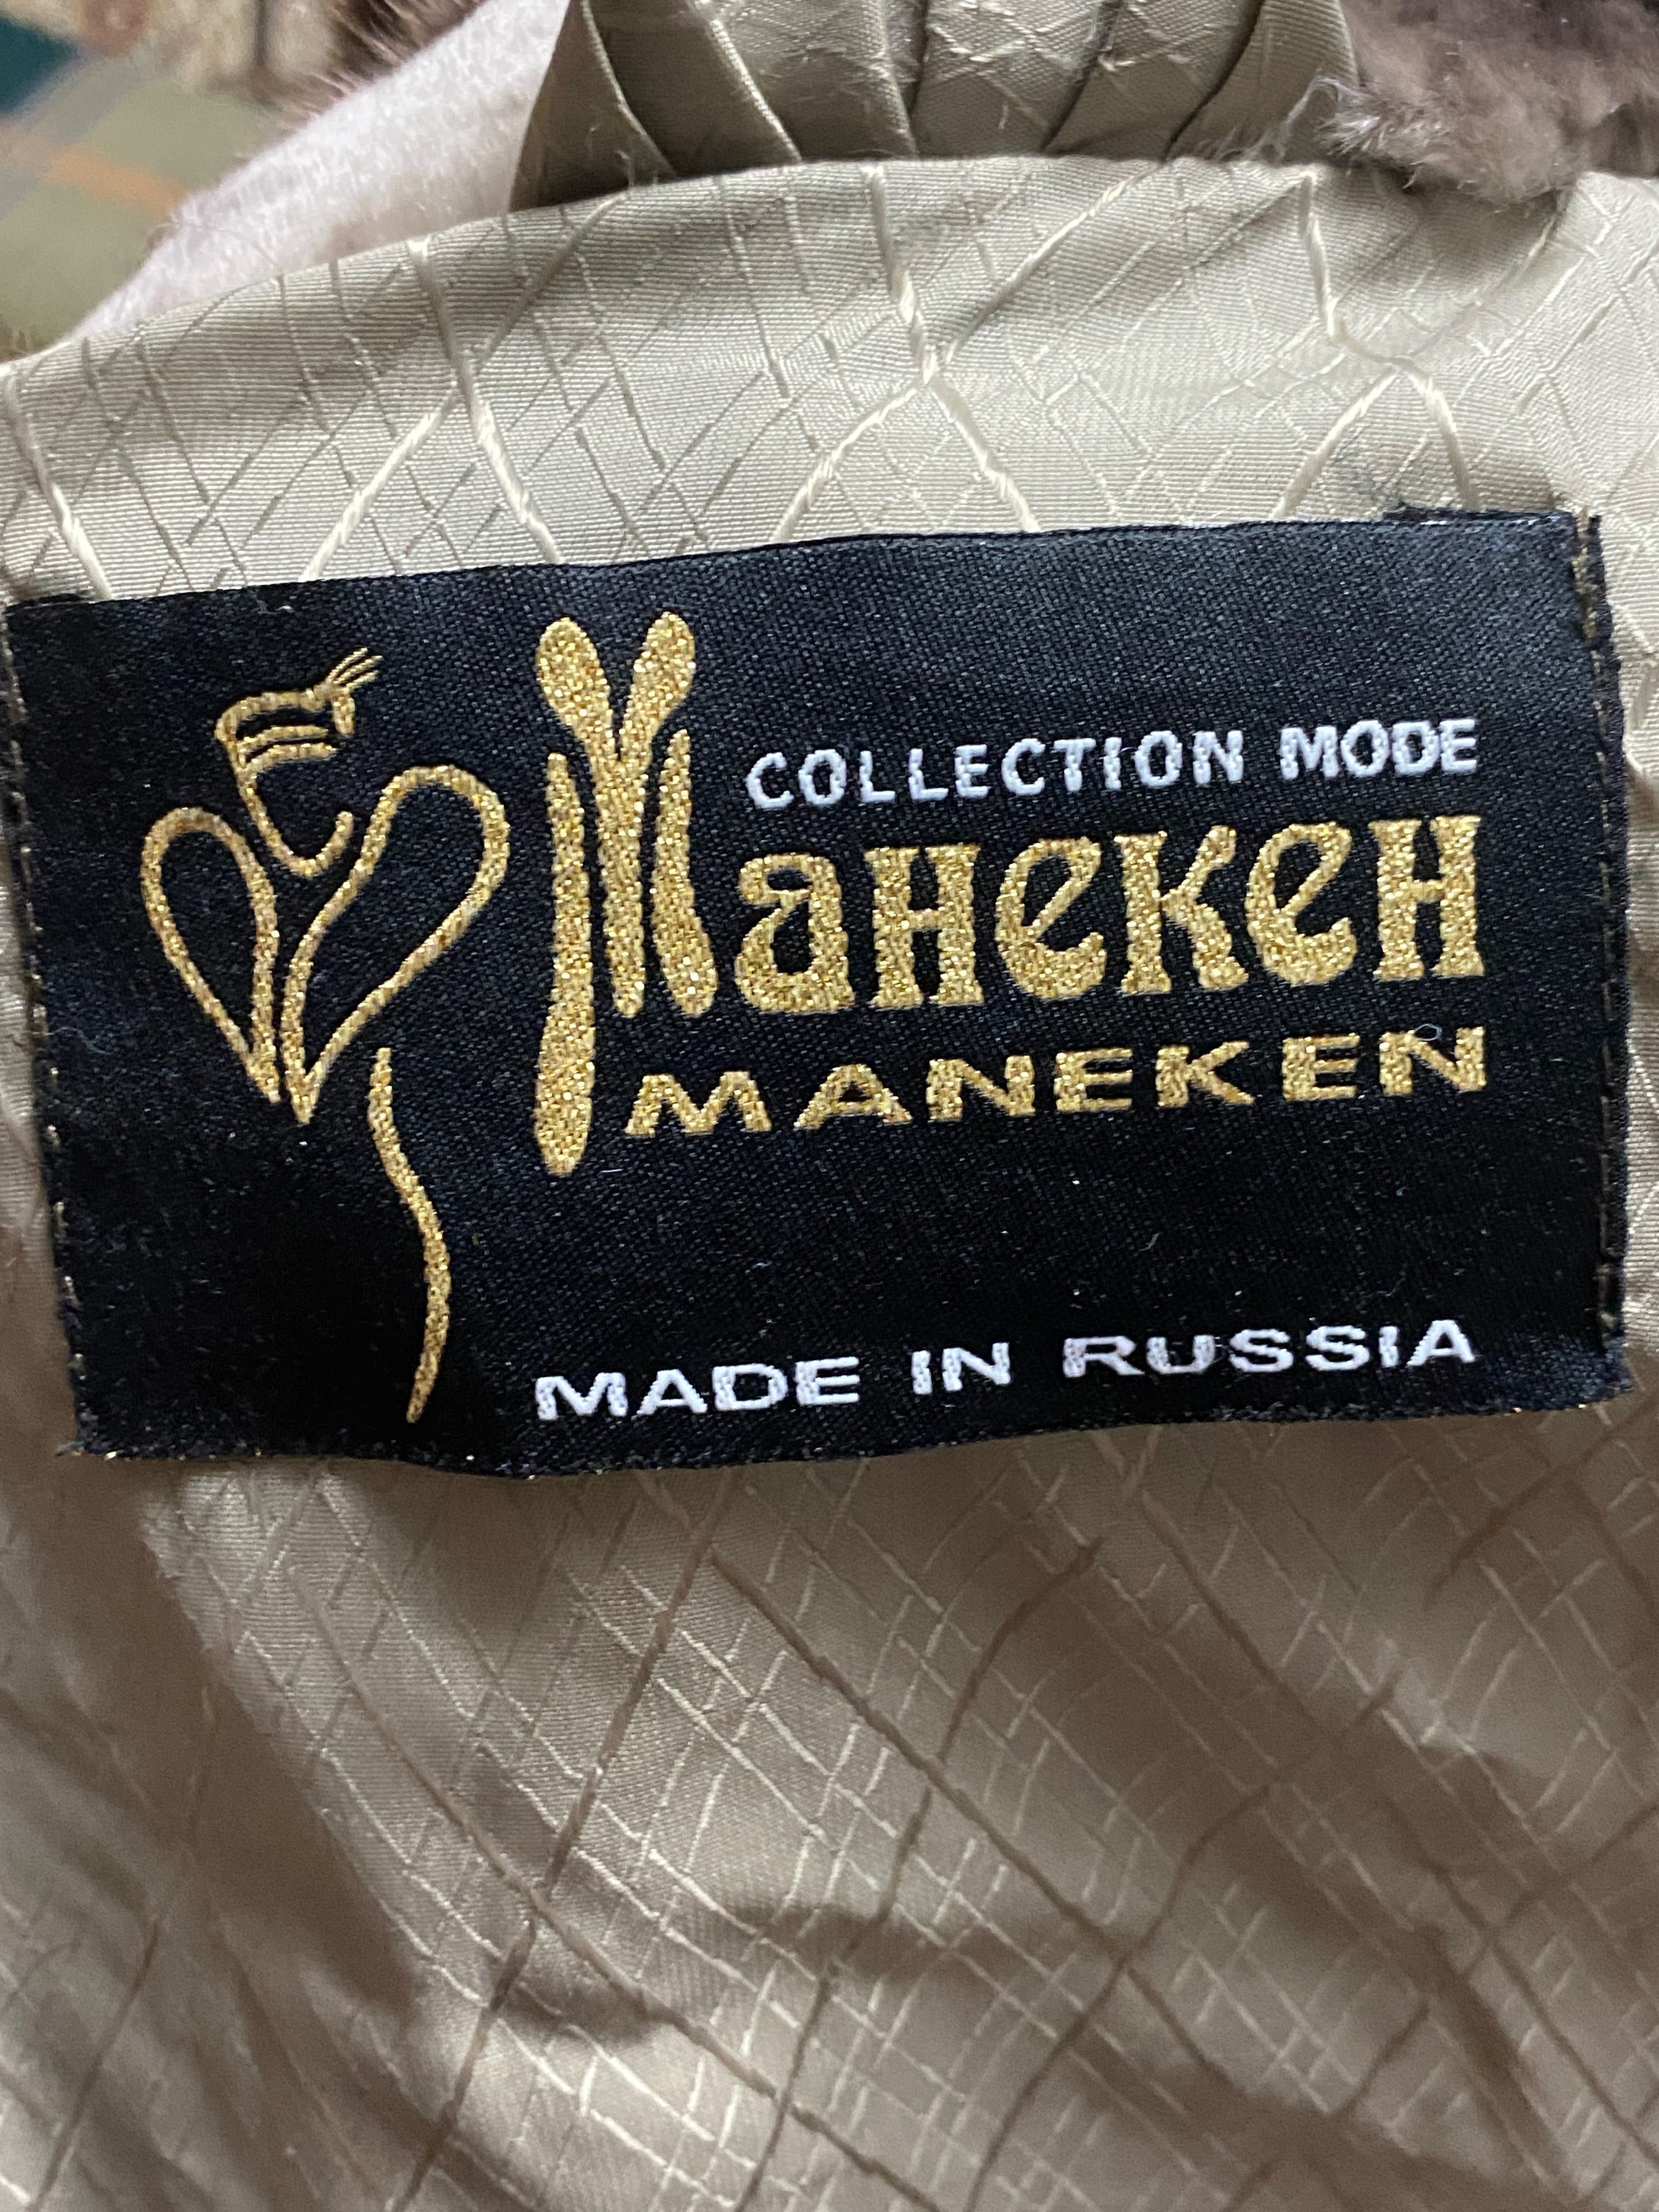 COLLECTION MODE
Манекен
MANEKEN
MADE IN RUSSIA